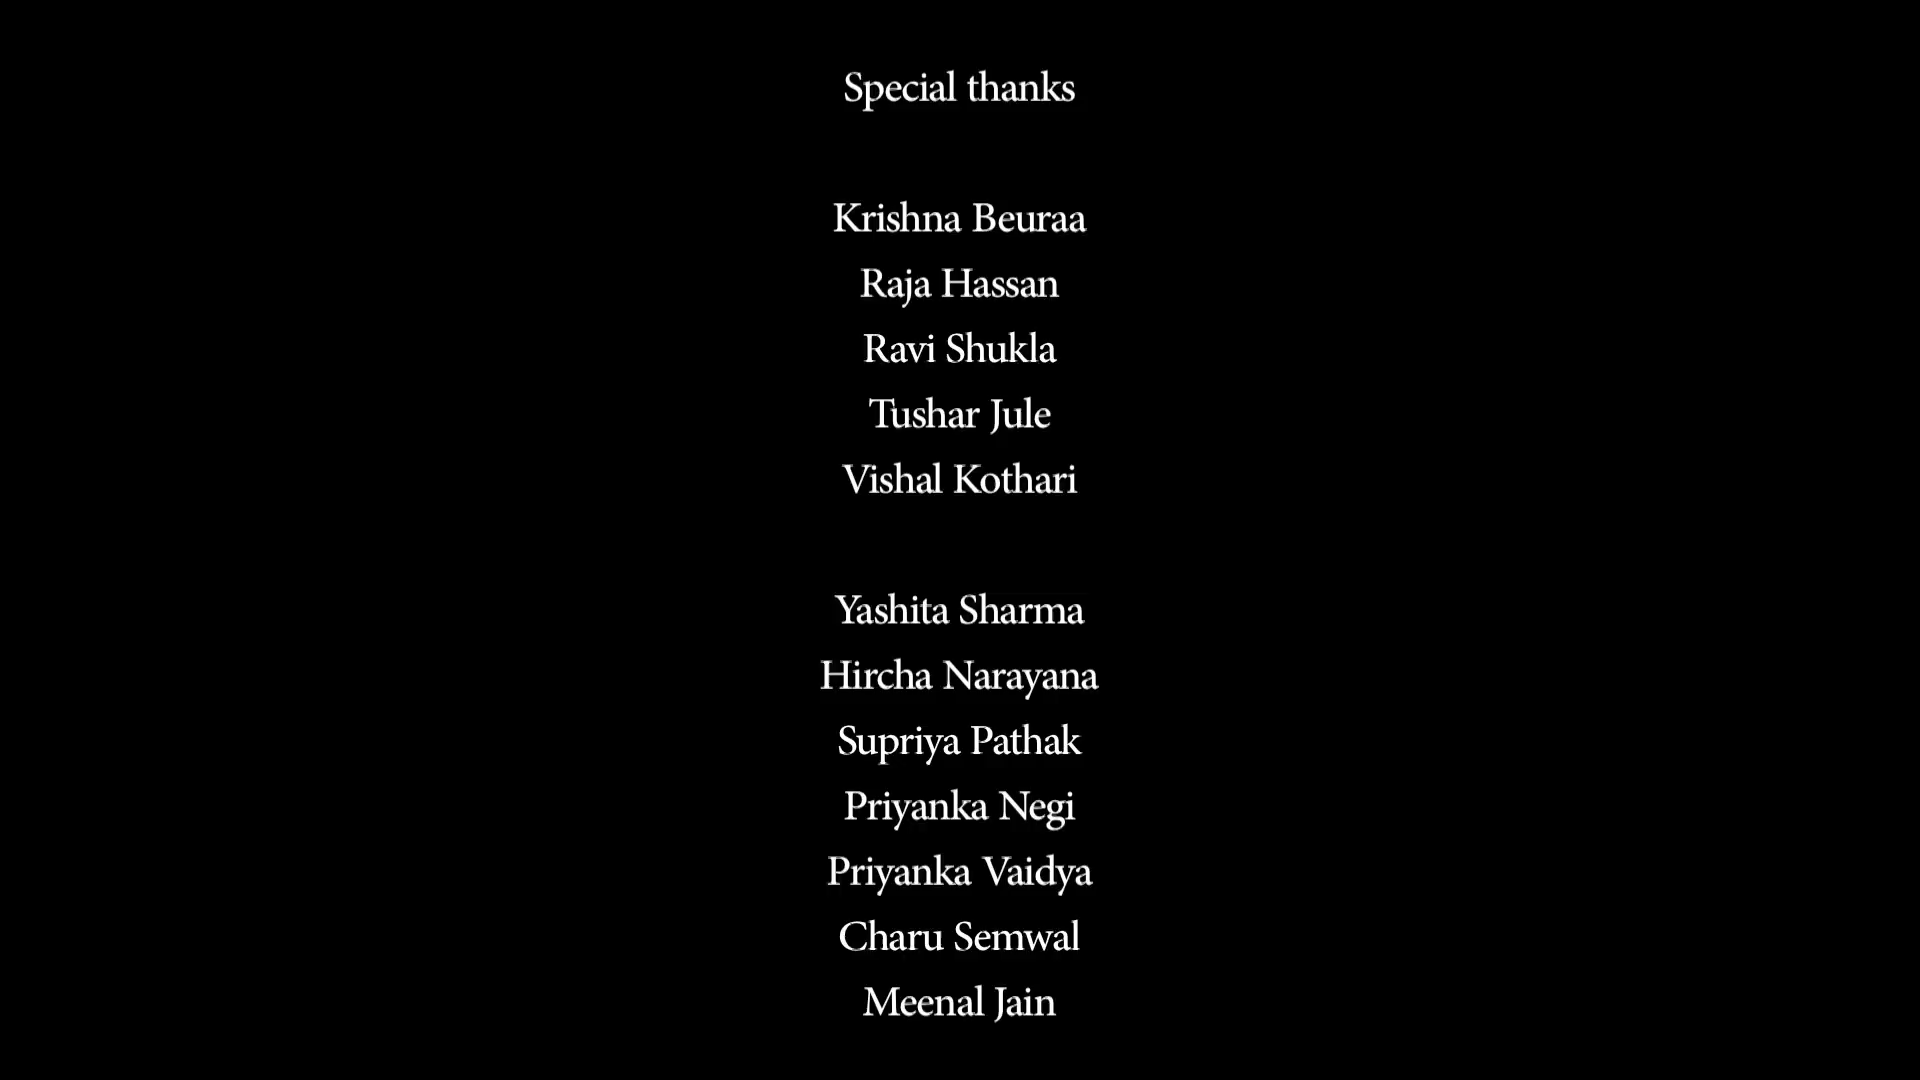 Special thanks
Krishna Beuraa
Raja Hassan
Ravi Shukla
Tushar Jule
Vishal Kothari
Yashita Sharma
Hircha Narayana
Supriya Pathak
Priyanka Negi
Priyanka Vaidya
Charu Semwal
Meenal Jain